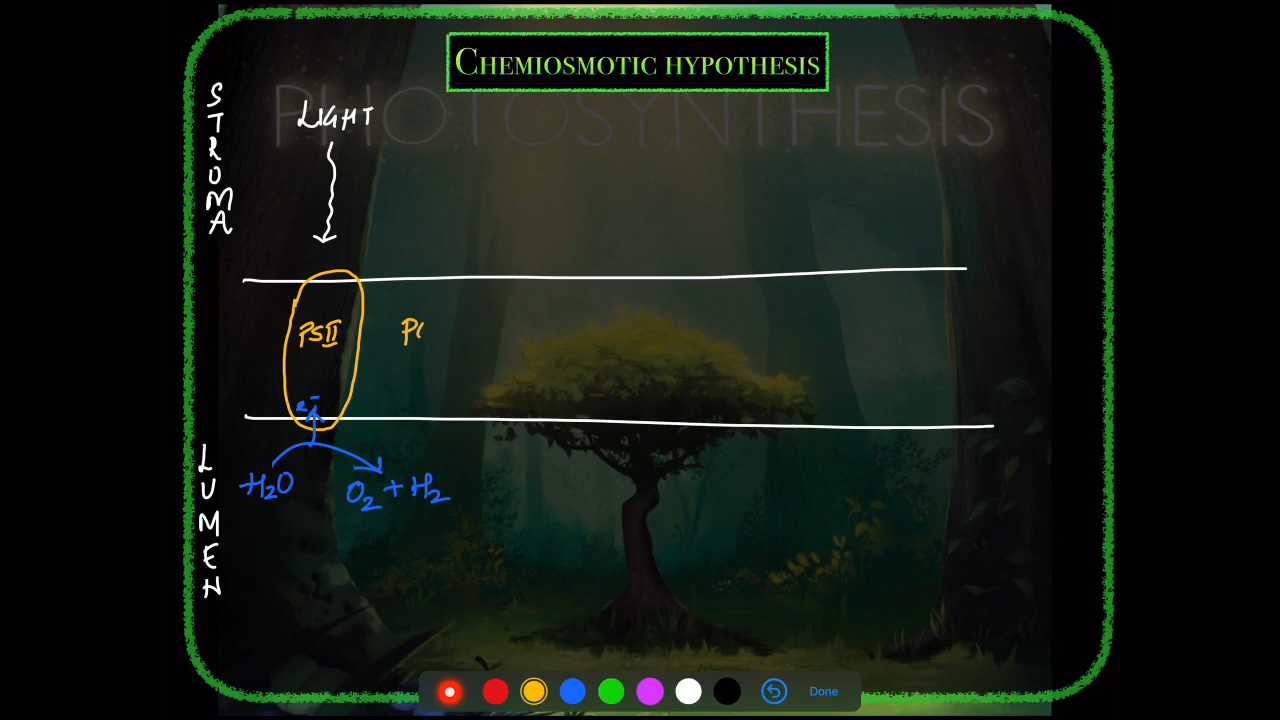 CHEMIOSMOTIC HYPOTHESIS
PHOTOSYNTHESIS
STROMA
LIGHT
PSII
e-
H2O
O2 + H2
LUMEN
Done